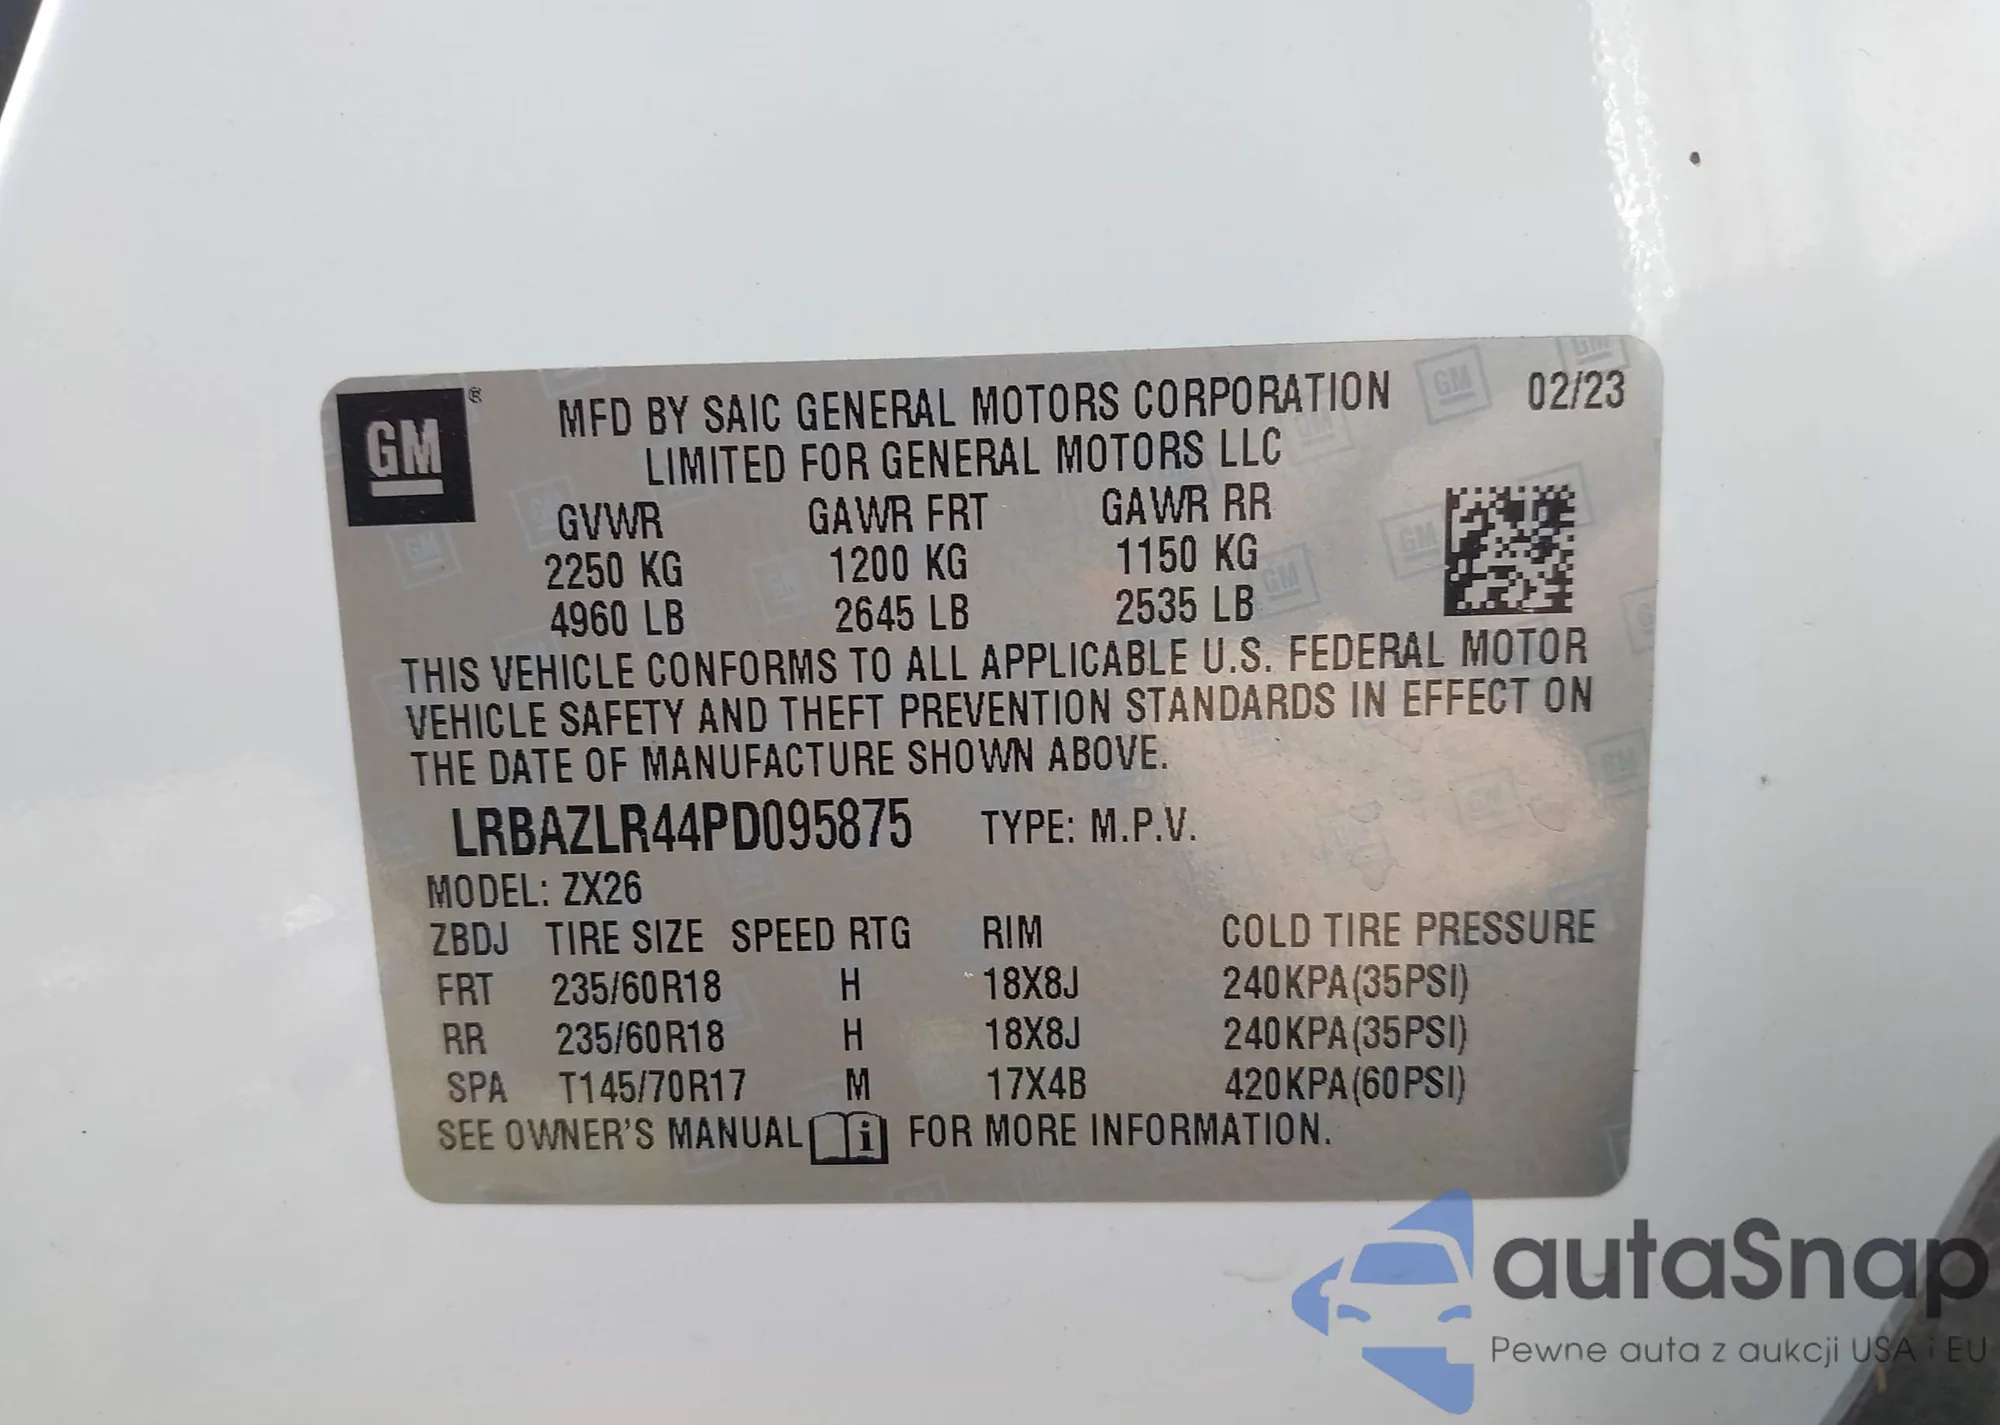 GM ®
MFD BY SAIC GENERAL MOTORS CORPORATION 02/23
LIMITED FOR GENERAL MOTORS LLC
GVWR GAWR FRT GAWR RR
2250 KG 1200 KG 1150 KG
4960 LB 2645 LB 2535 LB
THIS VEHICLE CONFORMS TO ALL APPLICABLE U.S. FEDERAL MOTOR
VEHICLE SAFETY AND THEFT PREVENTION STANDARDS IN EFFECT ON
THE DATE OF MANUFACTURE SHOWN ABOVE.
LRBAZLR44PD095875 TYPE: M.P.V.
MODEL: ZX26
ZBDJ TIRE SIZE SPEED RTG RIM COLD TIRE PRESSURE
FRT 235/60R18 H 18X8J 240KPA(35PSI)
RR 235/60R18 H 18X8J 240KPA(35PSI)
SPA T145/70R17 M 17X4B 420KPA(60PSI)
SEE OWNER'S MANUAL i FOR MORE INFORMATION.
autaSnap
Pewne auta z aukcji USA i EU